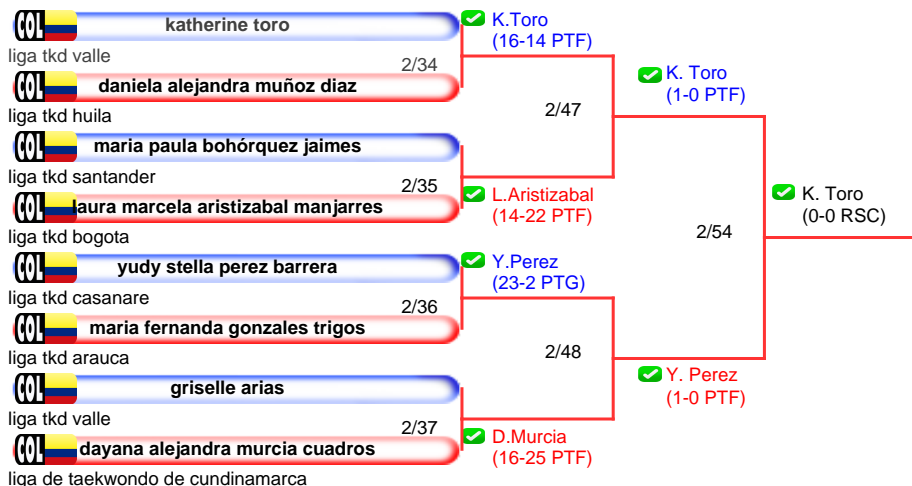 COL katherine toro
liga tkd valle
COL daniela alejandra muñoz diaz
liga tkd huila
COL maria paula bohórquez jaimes
liga tkd santander
COL laura marcela aristizabal manjarres
liga tkd bogota
COL yudy stella perez barrera
liga tkd casanare
COL maria fernanda gonzales trigos
liga tkd arauca
COL griselle arias
liga tkd valle
COL dayana alejandra murcia cuadros
liga de taekwondo de cundinamarca
2/34
2/35
2/36
2/37
K.Toro
(16-14 PTF)
L.Aristizabal
(14-22 PTF)
Y.Perez
(23-2 PTG)
D.Murcia
(16-25 PTF)
2/47
2/48
K. Toro
(1-0 PTF)
Y. Perez
(1-0 PTF)
2/54
K. Toro
(0-0 RSC)